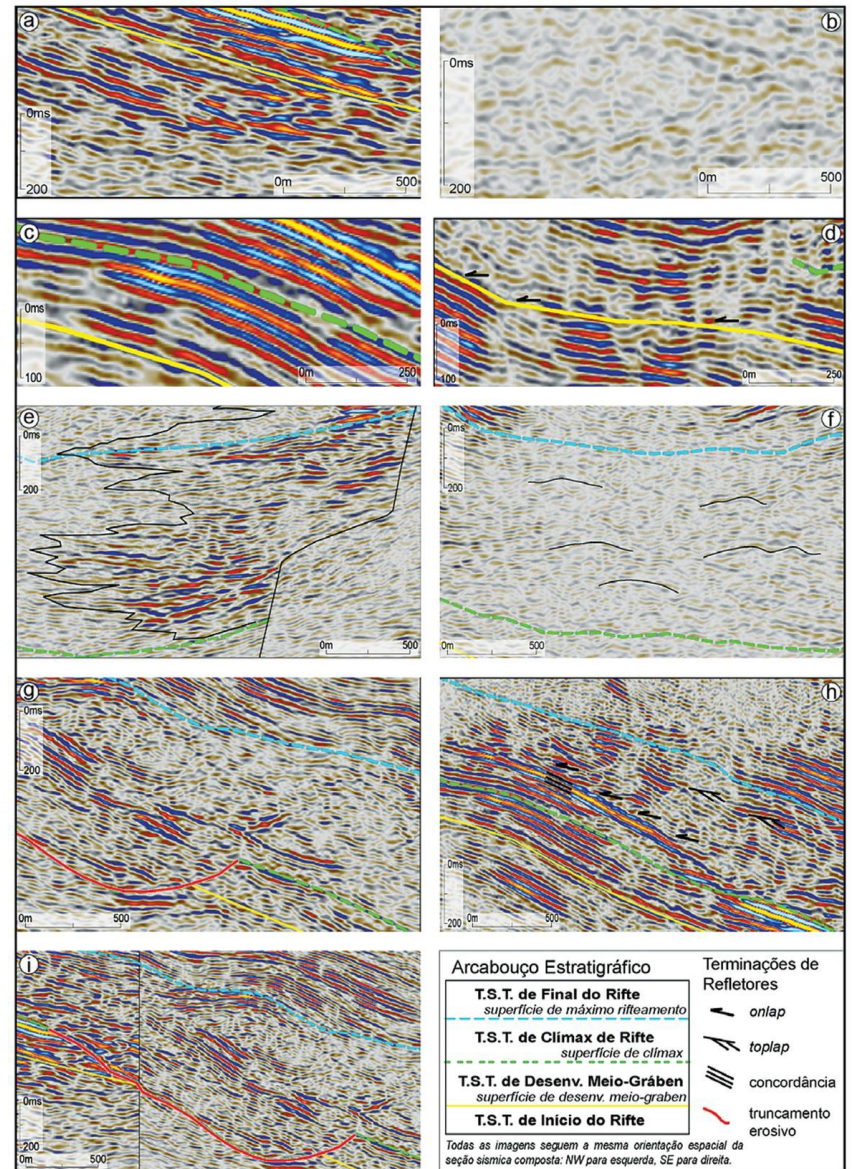 a
0ms
200
0m 500
b
0ms
200
0m 500
c
0ms
100
0m 250
d
0ms
100
0m 250
e
0ms
200
0m 500
f
0ms
200
0m 500
g
0ms
200
0m 500
h
0ms
200
0m 500
i
0ms
200
0m 500
Arcabouço Estratigráfico
T.S.T. de Final do Rifte
superfície de máximo rifteamento
T.S.T. de Clímax de Rifte
superfície de clímax
T.S.T. de Desenv. Meio-Gráben
superfície de desenv. meio-graben
T.S.T. de Início do Rifte
Todas as imagens seguem a mesma orientação espacial da
seção sísmica composta: NW para esquerda, SE para direita.
Terminações de
Refletores
onlap
toplap
concordância
truncamento
erosivo